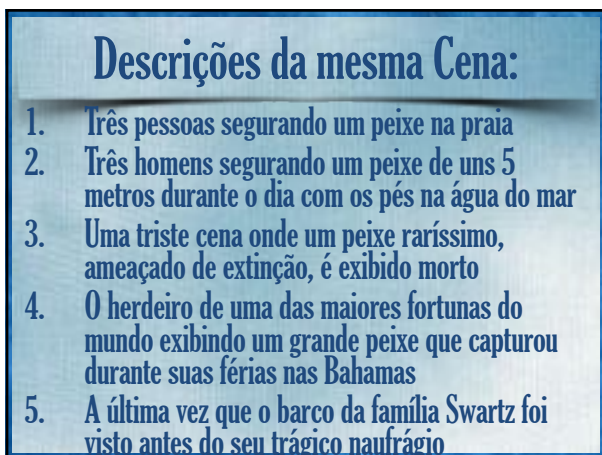 Descrições da mesma Cena:
1. Três pessoas segurando um peixe na praia
2. Três homens segurando um peixe de uns 5
metros durante o dia com os pés na água do mar
3. Uma triste cena onde um peixe raríssimo,
ameaçado de extinção, é exibido morto
4. O herdeiro de uma das maiores fortunas do
mundo exibindo um grande peixe que capturou
durante suas férias nas Bahamas
5. A última vez que o barco da família Swartz foi
visto antes do seu trágico naufrágio